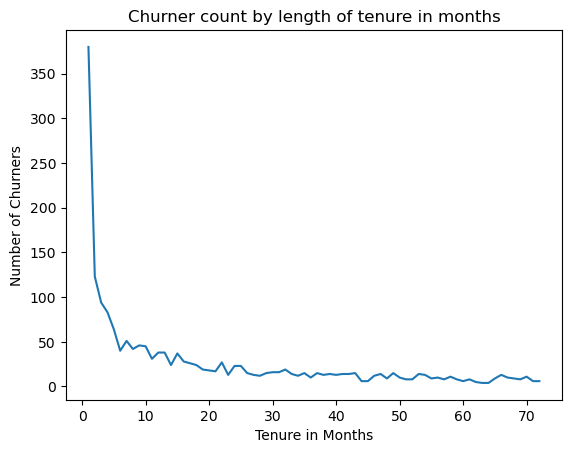 Churner count by length of tenure in months
Number of Churners
350
300
250
200
150
100
50
0
0 10 20 30 40 50 60 70
Tenure in Months